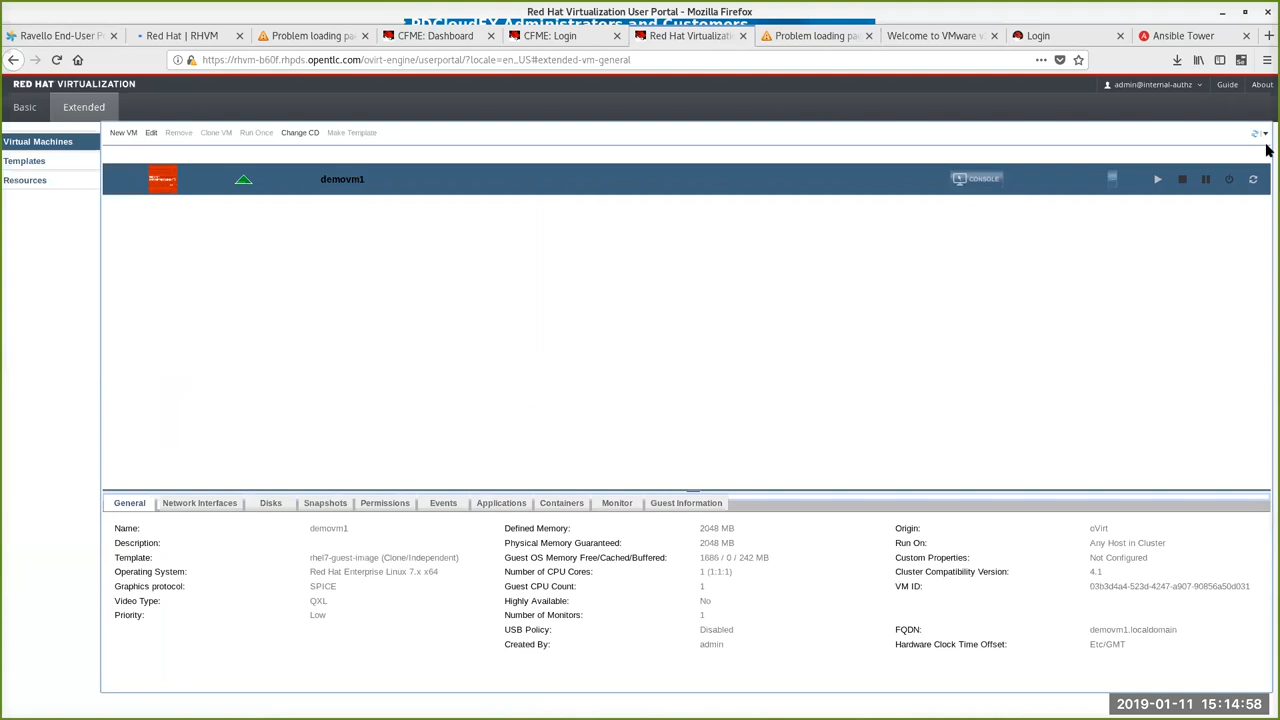 Red Hat Virtualization User Portal - Mozilla Firefox
Administrators and Customers
Ravello End-User P
Red Hat | RHVM
Problem loading pa
CFME: Dashboard
CFME: Login
Red Hat Virtualizati
Problem loading pa
Welcome to VMware v
Login
Ansible Tower
https://rhvm-b60f.rhpds.opentlc.com/ovirt-engine/userportal/?locale=en_US#extended-vm-general
RED HAT VIRTUALIZATION
admin@internal-authz
Guide
About
Basic
Extended
Virtual Machines
Templates
Resources
New VM Edit Remove Clone VM Run Once Change CD Make Template
demovm1
CONSOLE
General Network Interfaces Disks Snapshots Permissions Events Applications Containers Monitor Guest Information
Name: demovm1
Description:
Template: rhel7-guest-image (Clone/Independent)
Operating System: Red Hat Enterprise Linux 7.x x64
Graphics protocol: SPICE
Video Type: QXL
Priority: Low
Defined Memory: 2048 MB
Physical Memory Guaranteed: 2048 MB
Guest OS Memory Free/Cached/Buffered: 1686 / 0 / 242 MB
Number of CPU Cores: 1 (1:1:1)
Guest CPU Count: 1
Highly Available: No
Number of Monitors: 1
USB Policy: Disabled
Created By: admin
Origin: oVirt
Run On: Any Host in Cluster
Custom Properties: Not Configured
Cluster Compatibility Version: 4.1
VM ID: 03b3d4a4-523d-4247-a907-90856a50d031
FQDN: demovm1.localdomain
Hardware Clock Time Offset: Etc/GMT
2019-01-11 15:14:58